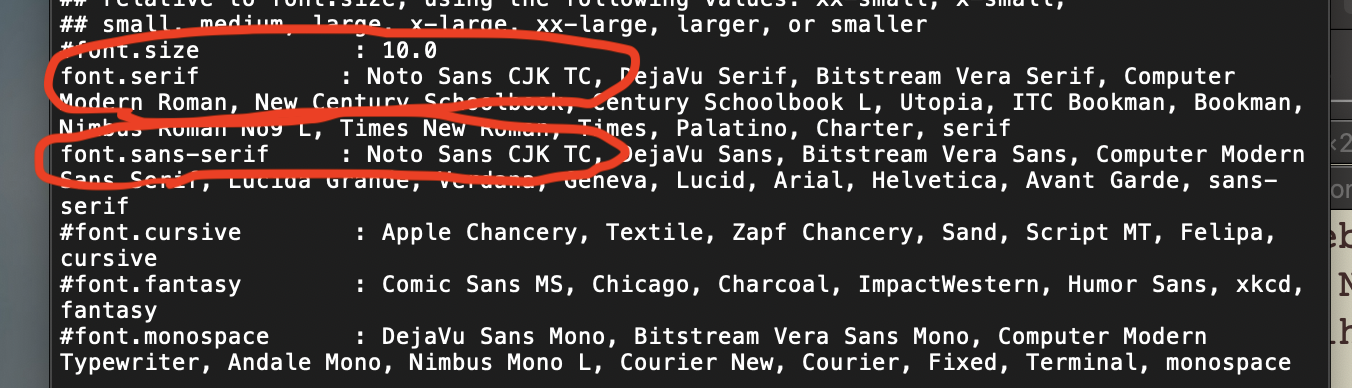 ## relative to font.size, using the following values: xx-small, x-small,
## small, medium, large, x-large, xx-large, larger, or smaller
#font.size : 10.0
font.serif : Noto Sans CJK TC, DejaVu Serif, Bitstream Vera Serif, Computer
Modern Roman, New Century Schoolbook, Century Schoolbook L, Utopia, ITC Bookman, Bookman,
Nimbus Roman No9 L, Times New Roman, Times, Palatino, Charter, serif
font.sans-serif : Noto Sans CJK TC, DejaVu Sans, Bitstream Vera Sans, Computer Modern
Sans Serif, Lucida Grande, Verdana, Geneva, Lucid, Arial, Helvetica, Avant Garde, sans-
serif
#font.cursive : Apple Chancery, Textile, Zapf Chancery, Sand, Script MT, Felipa,
cursive
#font.fantasy : Comic Sans MS, Chicago, Charcoal, ImpactWestern, Humor Sans, xkcd,
fantasy
#font.monospace : DejaVu Sans Mono, Bitstream Vera Sans Mono, Computer Modern
Typewriter, Andale Mono, Nimbus Mono L, Courier New, Courier, Fixed, Terminal, monospace